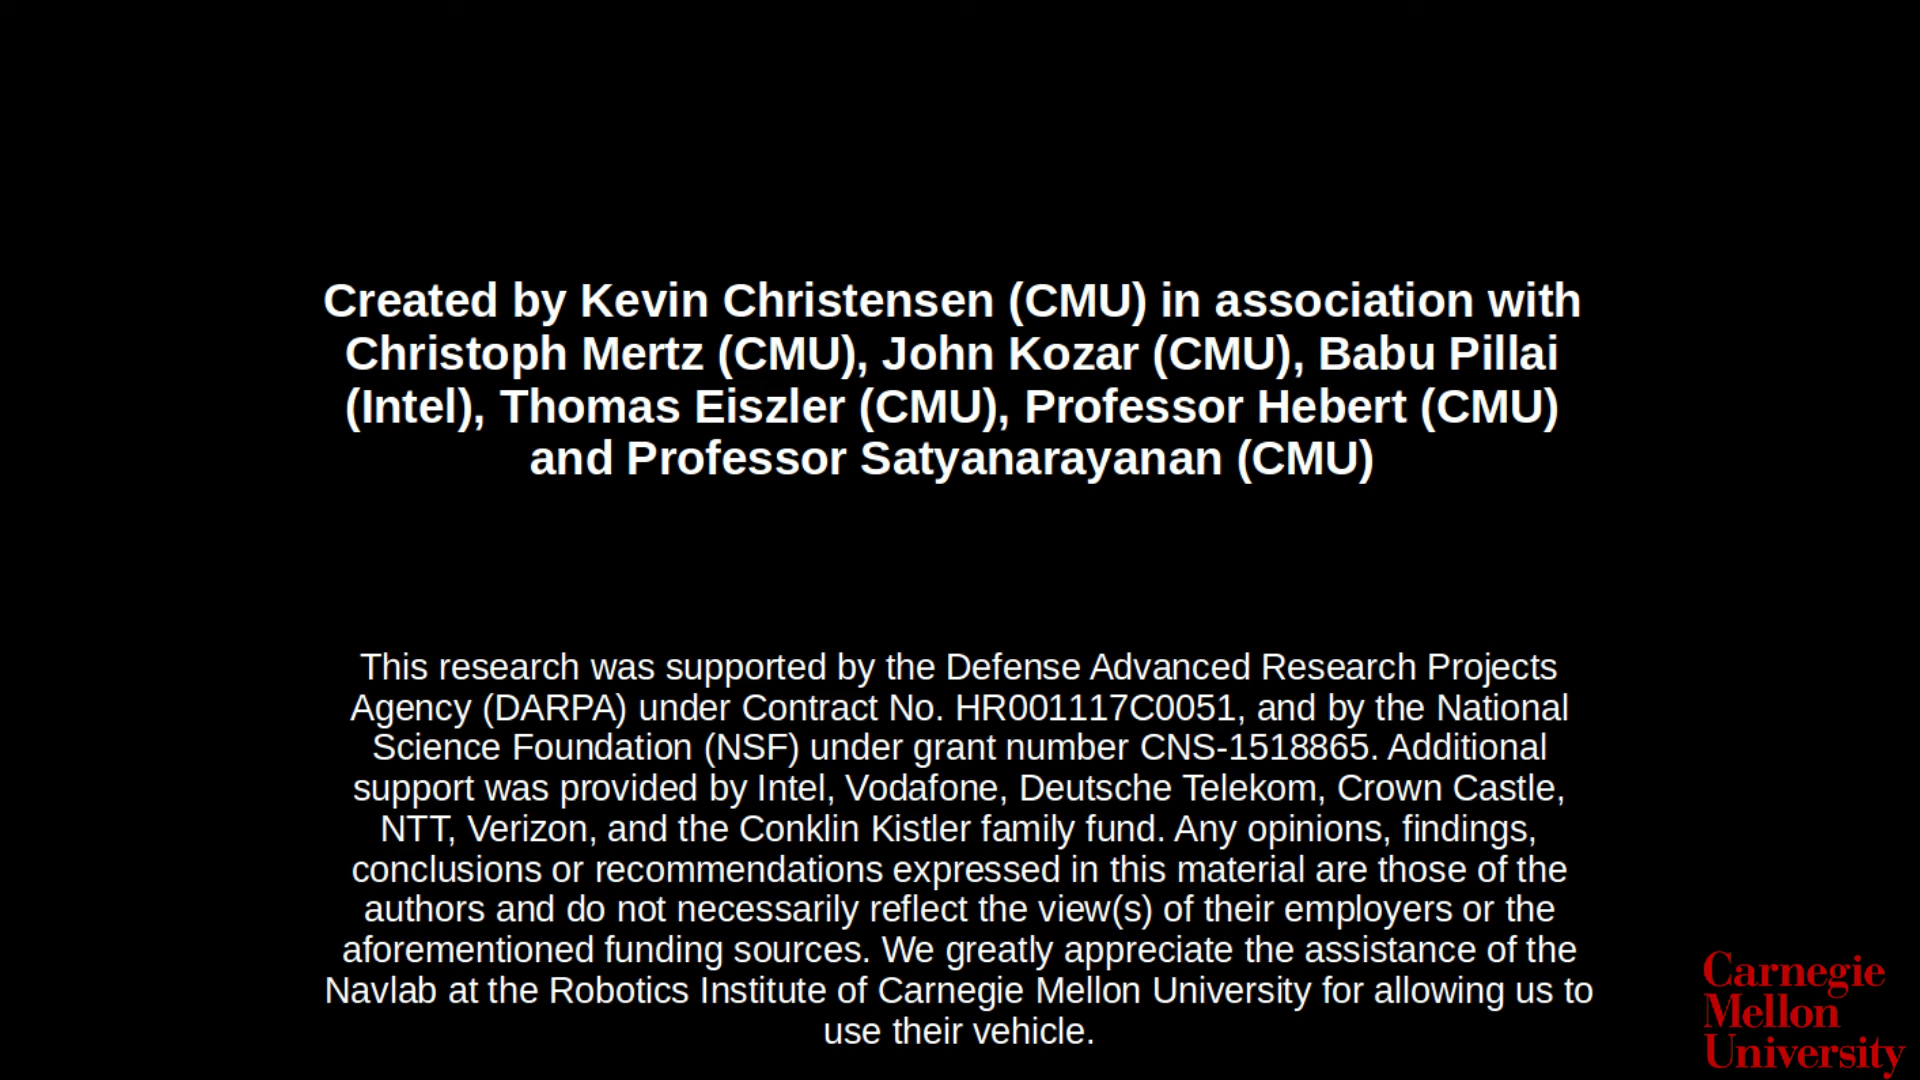 Created by Kevin Christensen (CMU) in association with
Christoph Mertz (CMU), John Kozar (CMU), Babu Pillai
(Intel), Thomas Eiszler (CMU), Professor Hebert (CMU)
and Professor Satyanarayanan (CMU)
This research was supported by the Defense Advanced Research Projects
Agency (DARPA) under Contract No. HR001117C0051, and by the National
Science Foundation (NSF) under grant number CNS-1518865. Additional
support was provided by Intel, Vodafone, Deutsche Telekom, Crown Castle,
NTT, Verizon, and the Conklin Kistler family fund. Any opinions, findings,
conclusions or recommendations expressed in this material are those of the
authors and do not necessarily reflect the view(s) of their employers or the
aforementioned funding sources. We greatly appreciate the assistance of the
Navlab at the Robotics Institute of Carnegie Mellon University for allowing us to
use their vehicle.
Carnegie
Mellon
University